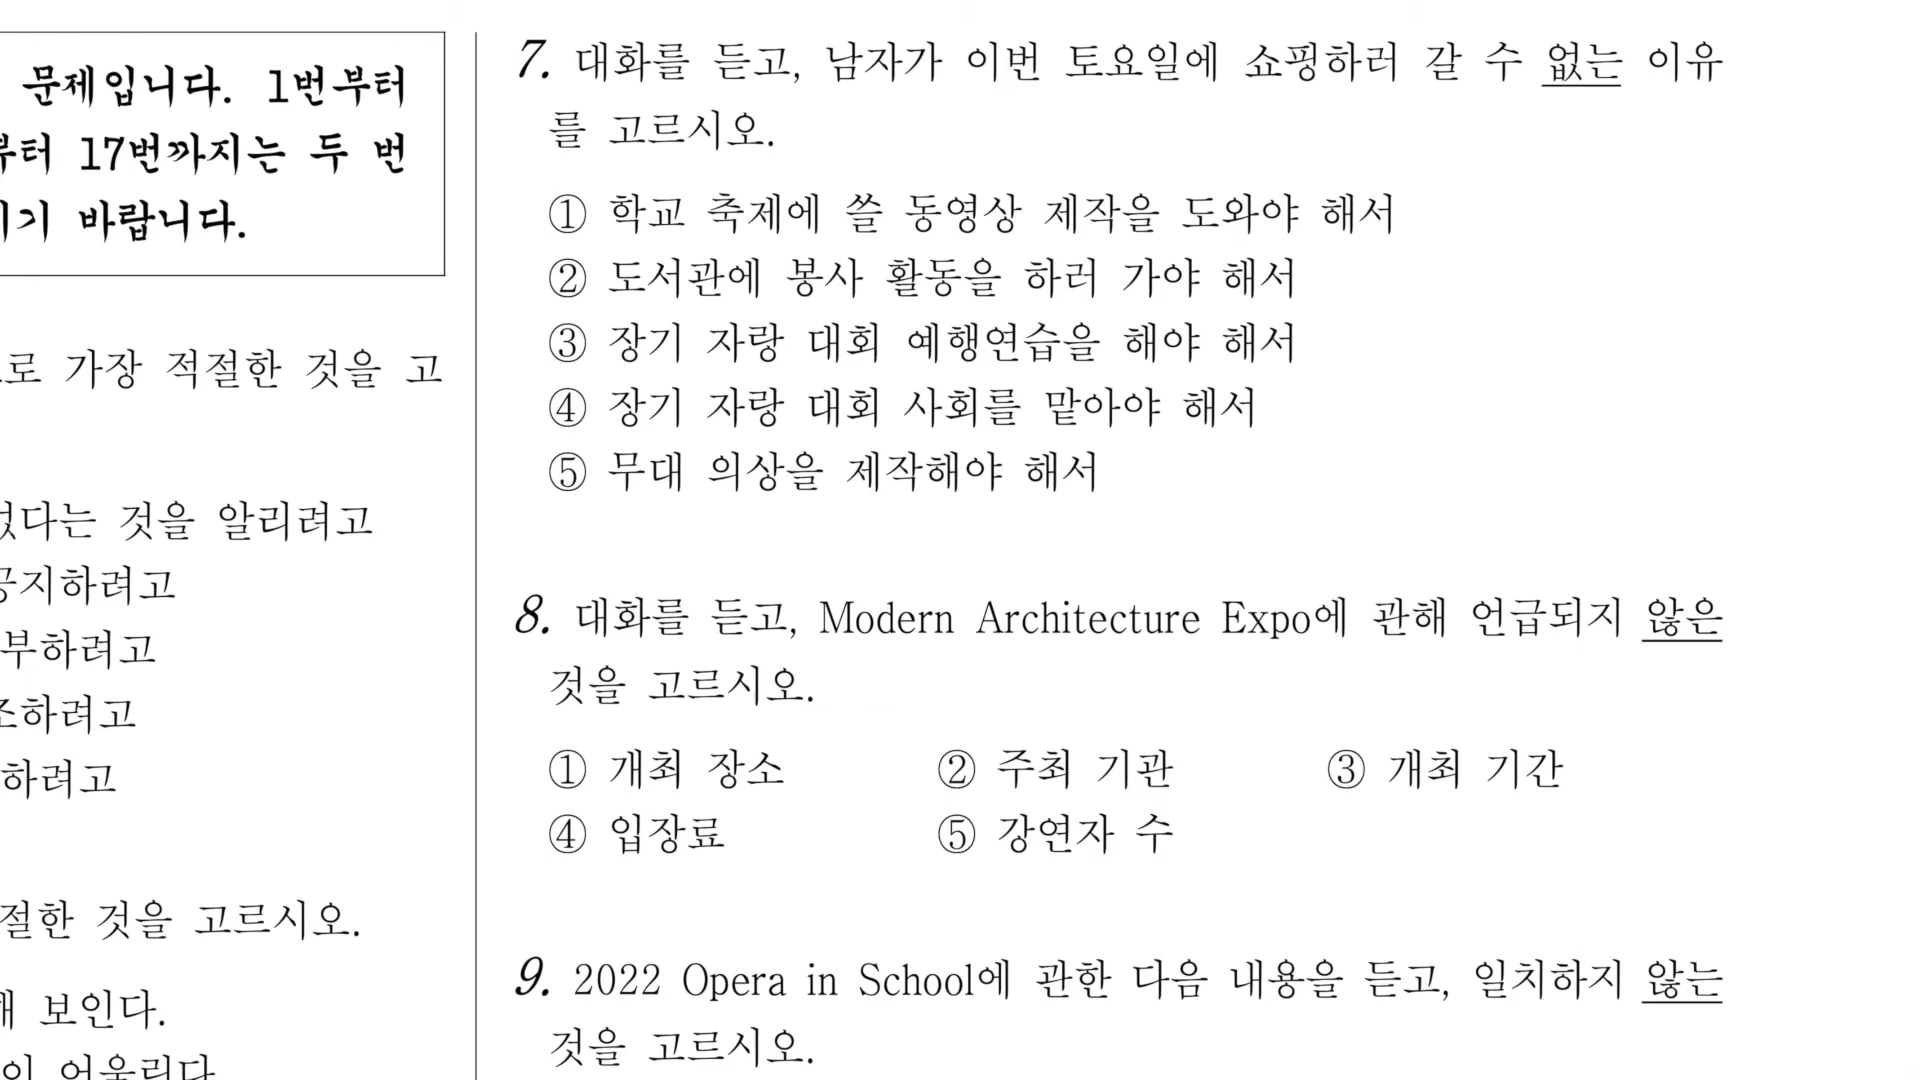 문제입니다. 1번부터
부터 17번까지는 두 번
기 바랍니다.
로 가장 적절한 것을 고
었다는 것을 알리려고
공지하려고
부하려고
조하려고
하려고
절한 것을 고르시오.
보인다.
어울린다.
7. 대화를 듣고, 남자가 이번 토요일에 쇼핑하러 갈 수 없는 이유
를 고르시오.
① 학교 축제에 쓸 동영상 제작을 도와야 해서
② 도서관에 봉사 활동을 하러 가야 해서
③ 장기 자랑 대회 예행연습을 해야 해서
④ 장기 자랑 대회 사회를 맡아야 해서
⑤ 무대 의상을 제작해야 해서
8. 대화를 듣고, Modern Architecture Expo에 관해 언급되지 않은
것을 고르시오.
① 개최 장소 ② 주최 기관 ③ 개최 기간
④ 입장료 ⑤ 강연자 수
9. 2022 Opera in School에 관한 다음 내용을 듣고, 일치하지 않는
것을 고르시오.